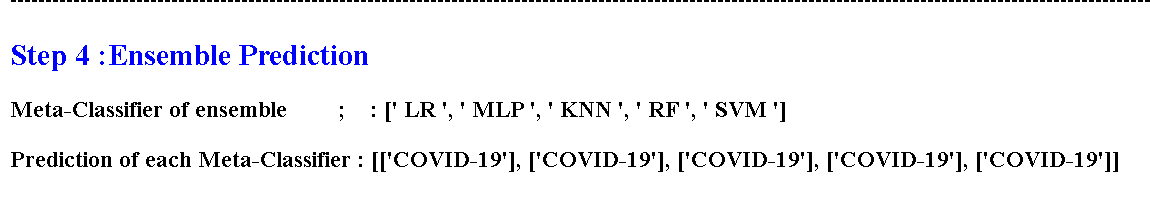 Step 4 :Ensemble Prediction
Meta-Classifier of ensemble ; : [' LR ', ' MLP ', ' KNN ', ' RF ', ' SVM ']
Prediction of each Meta-Classifier : [['COVID-19'], ['COVID-19'], ['COVID-19'], ['COVID-19'], ['COVID-19']]